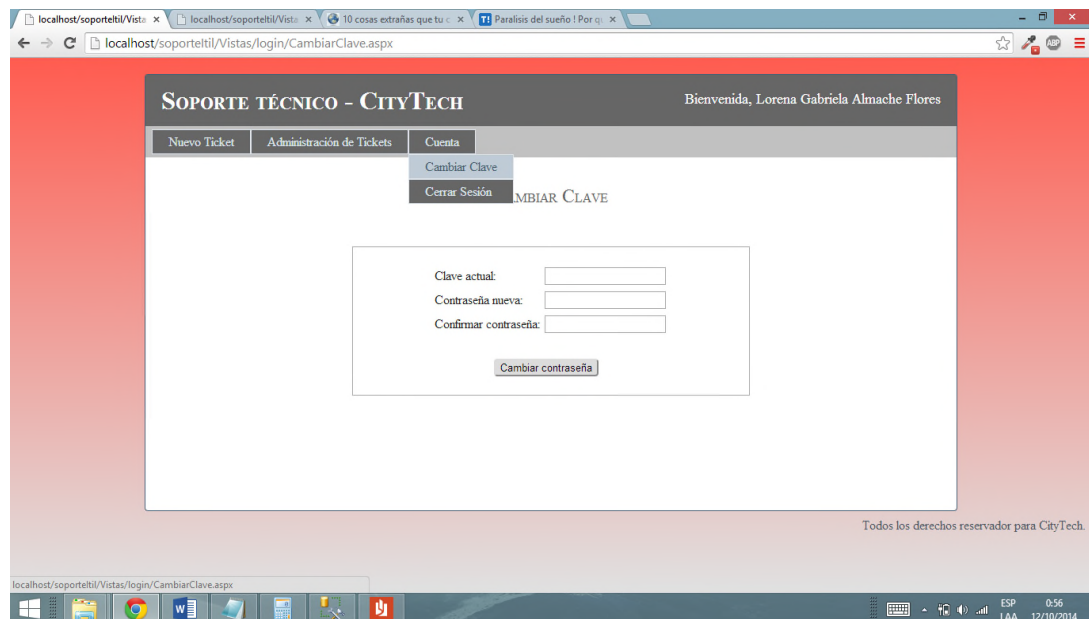 localhost/soporteltil/Vista
localhost/soporteltil/Vista
10 cosas extrañas que tu c
Paralisis del sueño ! Por q
localhost/soporteltil/Vistas/login/CambiarClave.aspx
ABP
SOPORTE TÉCNICO - CITYTECH
Bienvenida, Lorena Gabriela Almache Flores
Nuevo Ticket
Administración de Tickets
Cuenta
Cambiar Clave
Cerrar Sesión
MBIAR CLAVE
Clave actual:
Contraseña nueva:
Confirmar contraseña:
Cambiar contraseña
Todos los derechos reservador para CityTech.
localhost/soporteltil/Vistas/login/CambiarClave.aspx
ESP 0:56
LAA 12/10/2014